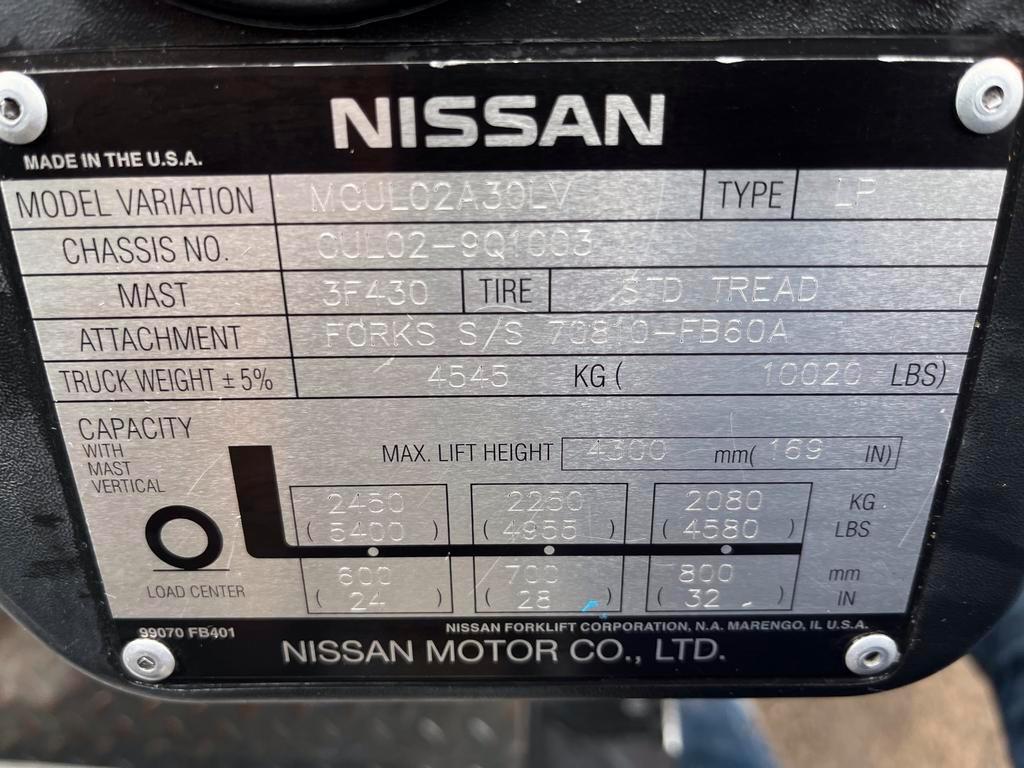 NISSAN
MADE IN THE U.S.A.
MODEL VARIATION MCUL02A30LV TYPE LP
CHASSIS NO. CUL02-9Q1003
MAST 3F430 TIRE STD TREAD
ATTACHMENT FORKS S/S 70810-FB60A
TRUCK WEIGHT ± 5% 4545 KG ( 10020 LBS)
CAPACITY
WITH
MAST
VERTICAL
MAX. LIFT HEIGHT 4300 mm( 169 IN)
2450 2250 2080 KG
( 5400 ) ( 4955 ) ( 4580 ) LBS
600 700 800 mm
( 24 ) ( 28 ) ( 32 ) IN
LOAD CENTER
99070 FB401
NISSAN FORKLIFT CORPORATION, N.A. MARENGO, IL U.S.A.
NISSAN MOTOR CO., LTD.